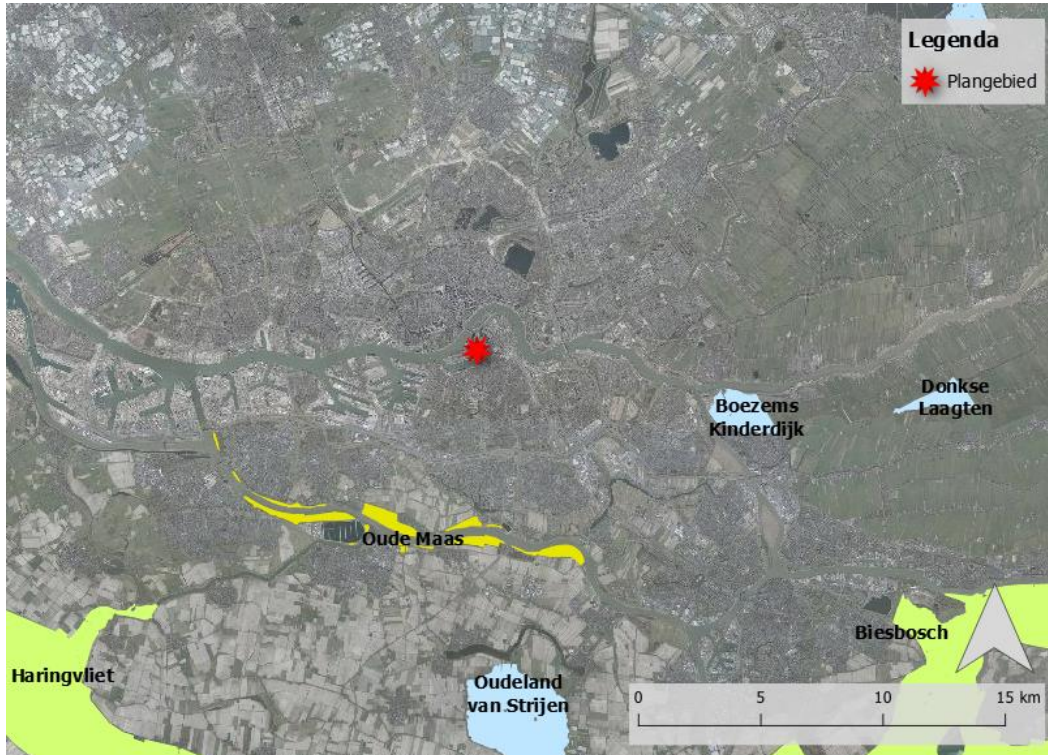 Legenda
Plangebied
Donkse
Laagten
Boezems
Kinderdijk
Oude Maas
Biesbosch
Haringvliet
Oudeland
van Strijen
0 5 10 15 km